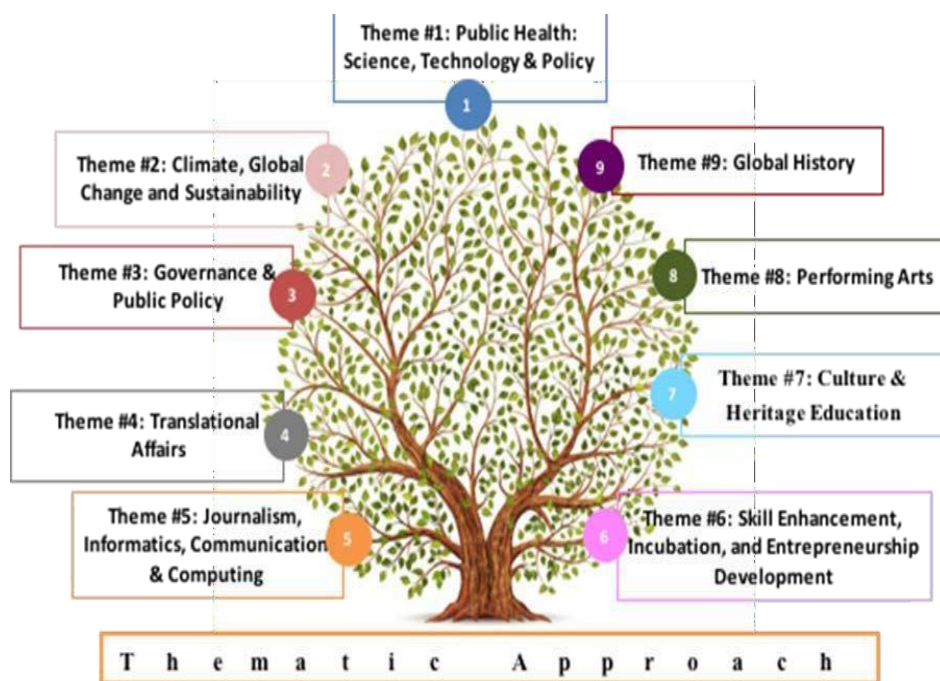 Theme #1: Public Health:
Science, Technology & Policy
1
Theme #2: Climate, Global
Change and Sustainability
2
Theme #3: Governance &
Public Policy
3
Theme #4: Translational
Affairs
4
Theme #5: Journalism,
Informatics, Communication
& Computing
5
6
Theme #6: Skill Enhancement,
Incubation, and Entrepreneurship
Development
7
Theme #7: Culture &
Heritage Education
8
Theme #8: Performing Arts
9
Theme #9: Global History
Thematic Approach